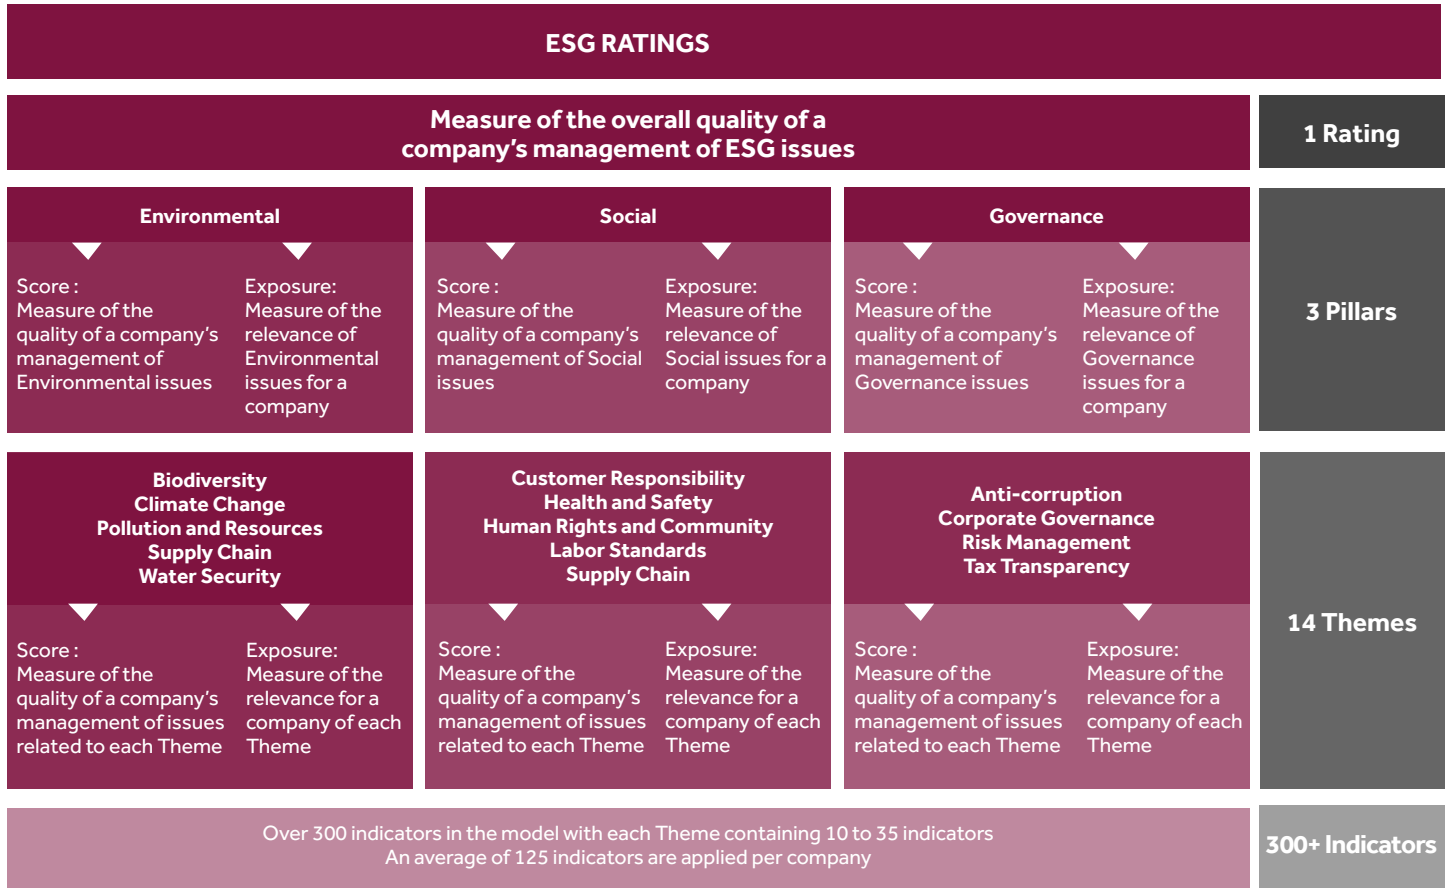 ESG RATINGS
Measure of the overall quality of a
company’s management of ESG issues
1 Rating
Environmental
Score :
Measure of the
quality of a company’s
management of
Environmental issues
Exposure:
Measure of the
relevance of
Environmental
issues for a
company
Social
Score :
Measure of the
quality of a company’s
management of Social
issues
Exposure:
Measure of the
relevance of
Social issues for a
company
Governance
Score :
Measure of the
quality of a company’s
management of
Governance issues
Exposure:
Measure of the
relevance of
Governance
issues for a
company
3 Pillars
Biodiversity
Climate Change
Pollution and Resources
Supply Chain
Water Security
Score :
Measure of the
quality of a company’s
management of issues
related to each Theme
Exposure:
Measure of the
relevance for a
company of each
Theme
Customer Responsibility
Health and Safety
Human Rights and Community
Labor Standards
Supply Chain
Score :
Measure of the
quality of a company’s
management of issues
related to each Theme
Exposure:
Measure of the
relevance for a
company of each
Theme
Anti-corruption
Corporate Governance
Risk Management
Tax Transparency
Score :
Measure of the
quality of a company’s
management of issues
related to each Theme
Exposure:
Measure of the
relevance for a
company of each
Theme
14 Themes
Over 300 indicators in the model with each Theme containing 10 to 35 indicators
An average of 125 indicators are applied per company
300+ Indicators